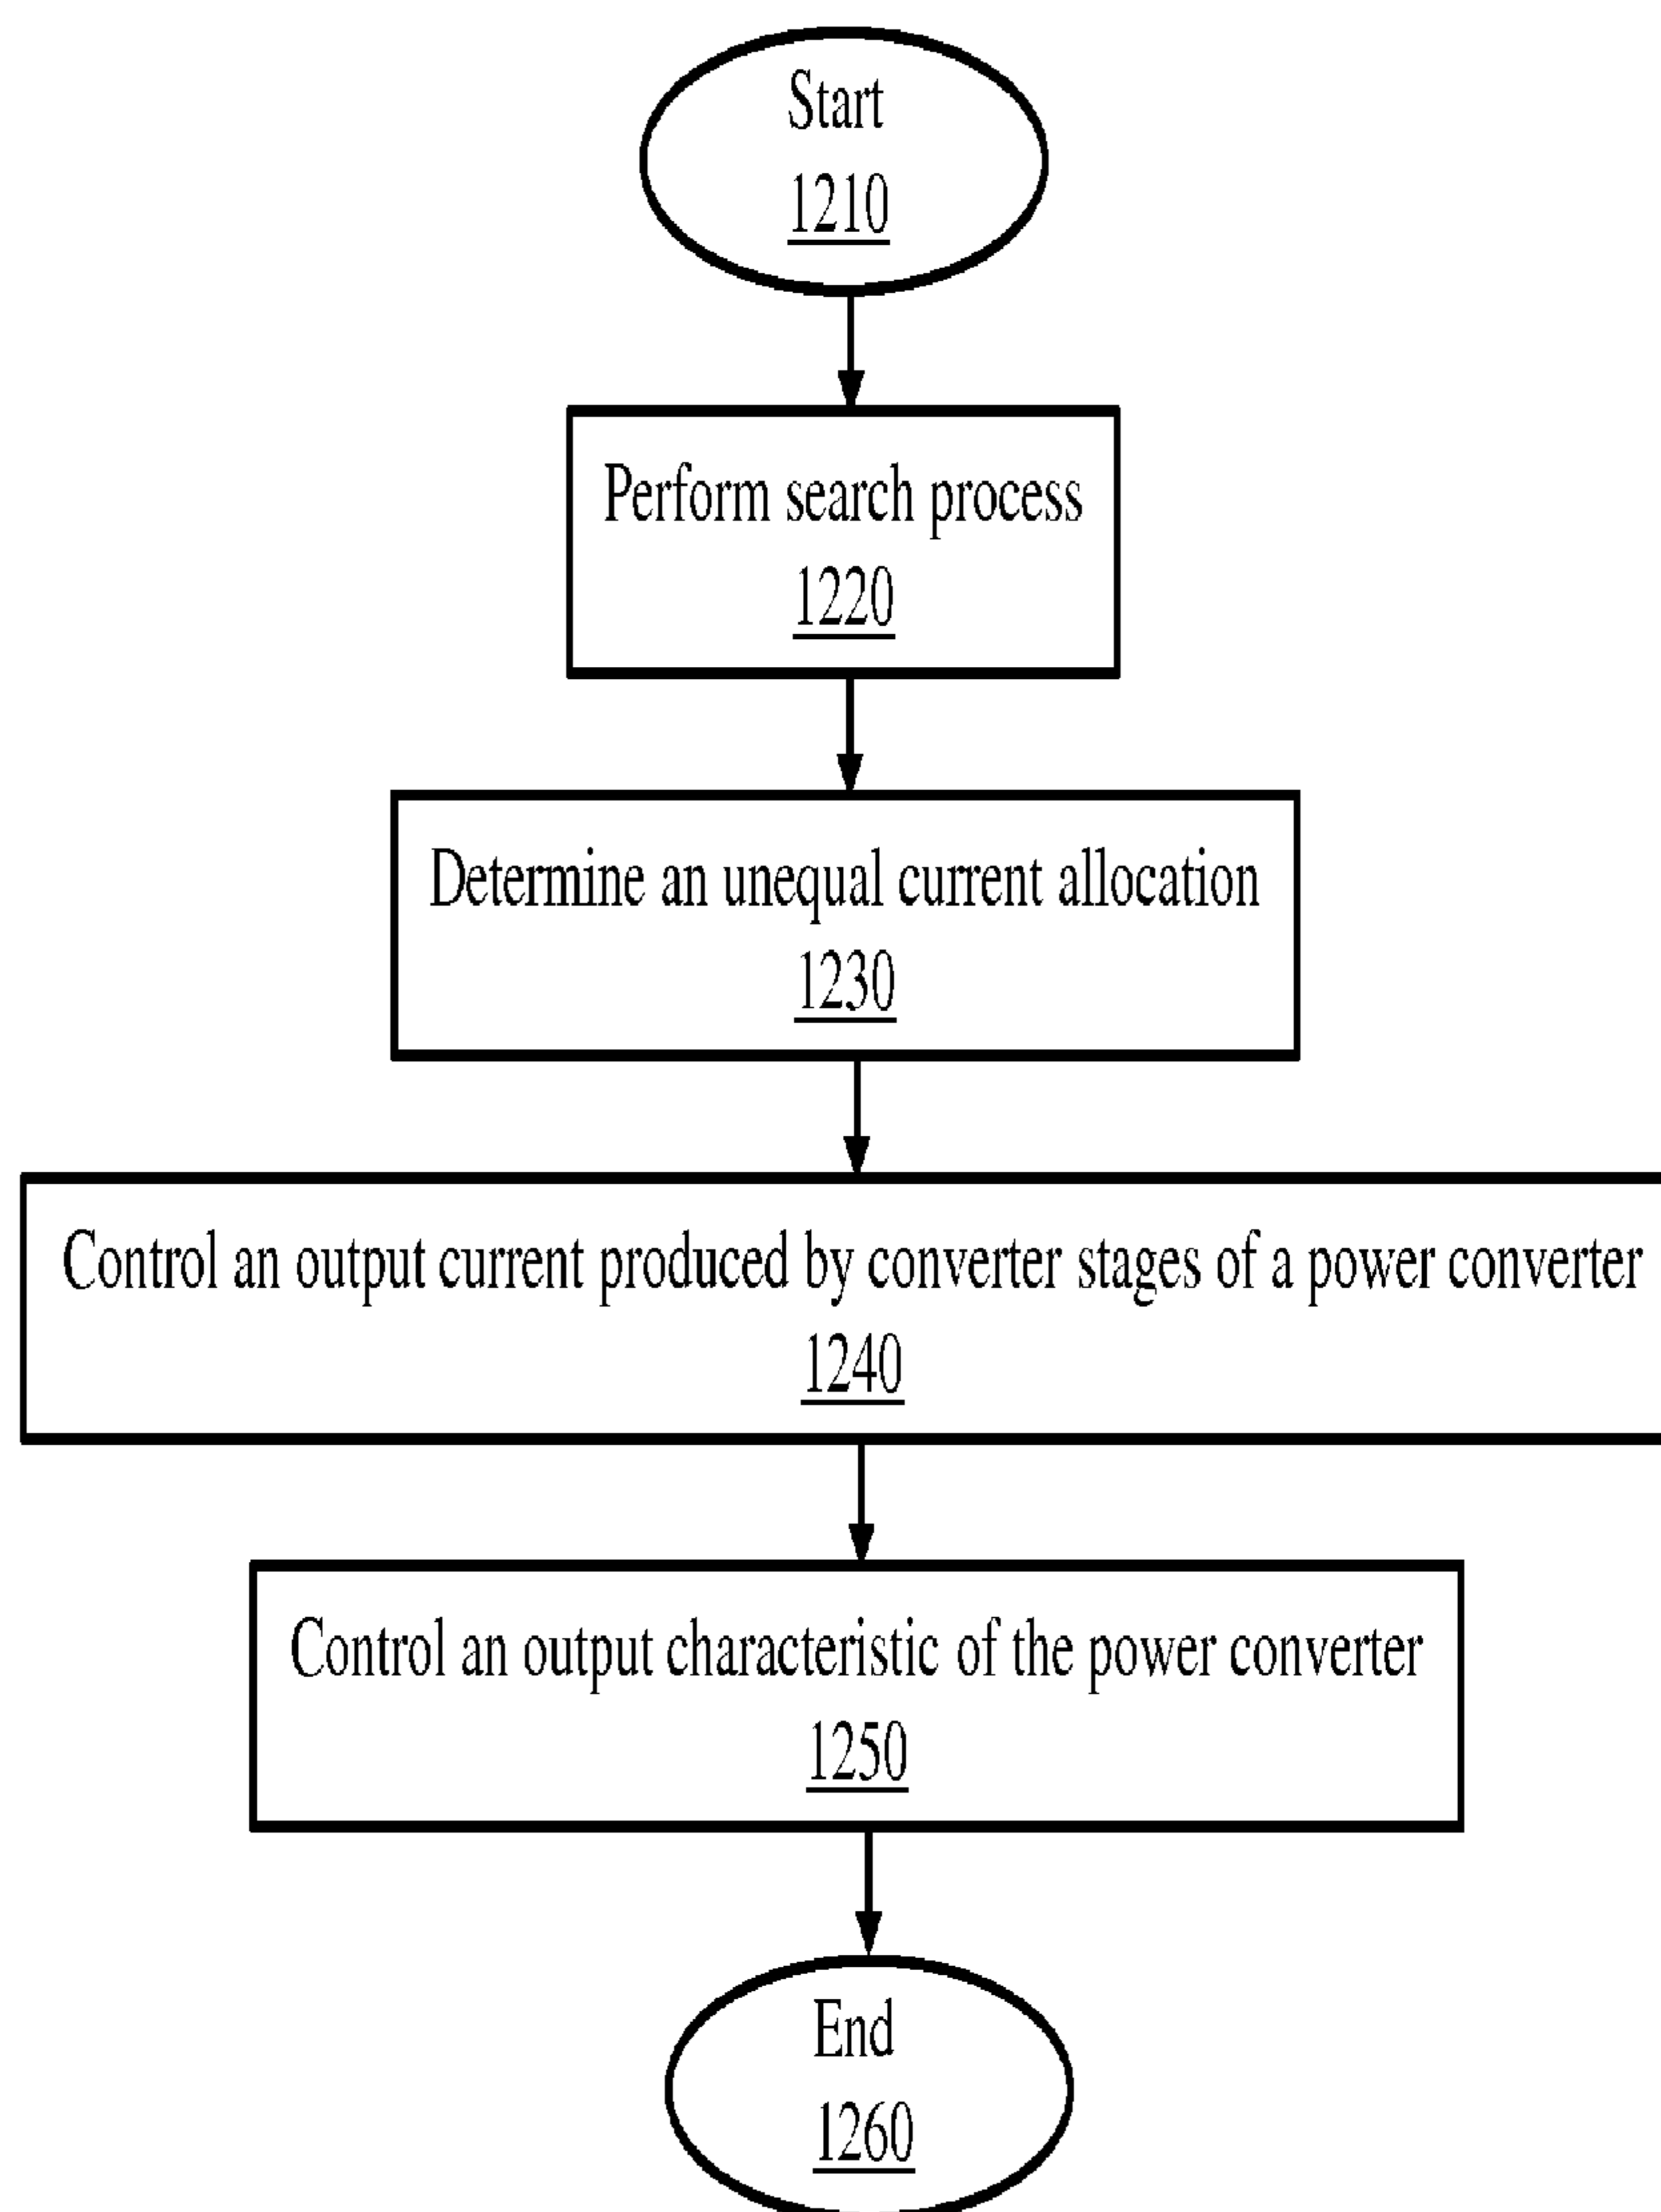 Start
1210
Perform search process
1220
Determine an unequal current allocation
1230
Control an output current produced by converter stages of a power converter
1240
Control an output characteristic of the power converter
1250
End
1260